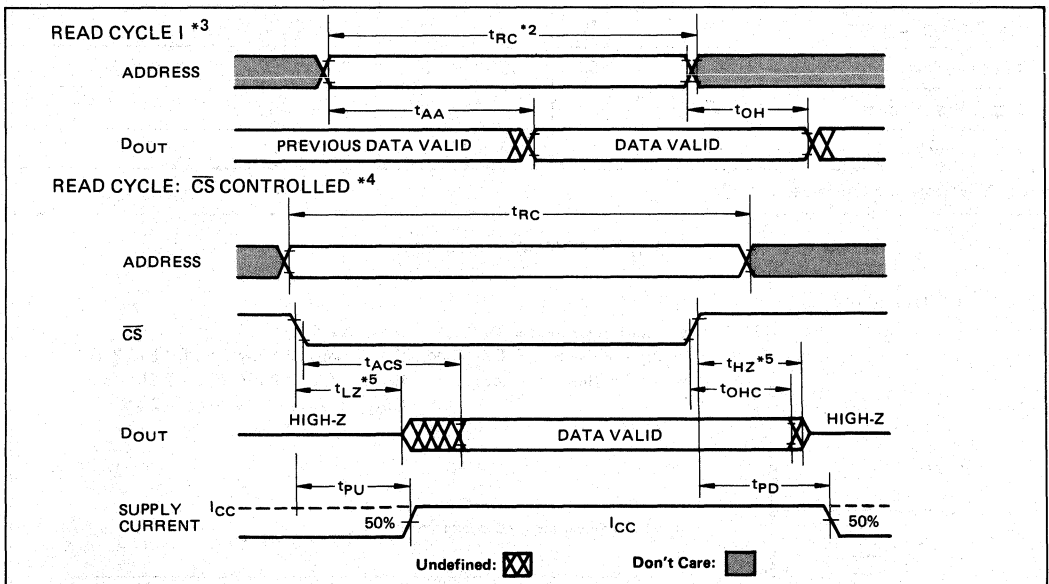 READ CYCLE I *3
tRC *2
ADDRESS
tAA
tOH
DOUT
PREVIOUS DATA VALID
DATA VALID
READ CYCLE: CS CONTROLLED *4
tRC
ADDRESS
CS
tACS
tHZ*5
tLZ*5
tOHC
HIGH-Z
HIGH-Z
DOUT
DATA VALID
tPU
tPD
SUPPLY CURRENT
ICC
50%
ICC
50%
Undefined:
Don't Care: